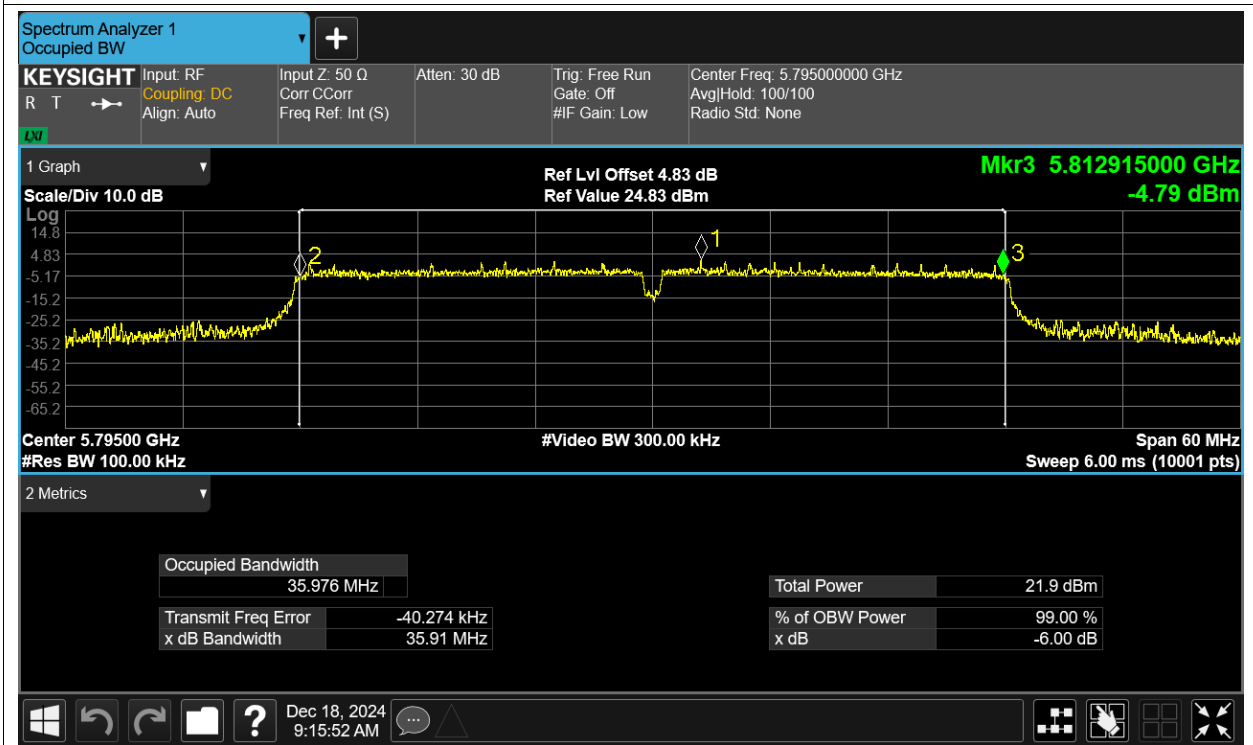 Spectrum Analyzer 1
Occupied BW
KEYSIGHT
R T
LXI
Input: RF
Coupling: DC
Align: Auto
Input Z: 50 Ω
Corr CCorr
Freq Ref: Int (S)
Atten: 30 dB
Trig: Free Run
Gate: Off
#IF Gain: Low
Center Freq: 5.795000000 GHz
Avg|Hold: 100/100
Radio Std: None
1 Graph
Scale/Div 10.0 dB
Ref Lvl Offset 4.83 dB
Ref Value 24.83 dBm
Mkr3 5.812915000 GHz
-4.79 dBm
Log
14.8
4.83
-5.17
-15.2
-25.2
-35.2
-45.2
-55.2
-65.2
2
1
3
Center 5.79500 GHz
#Video BW 300.00 kHz
Span 60 MHz
#Res BW 100.00 kHz
Sweep 6.00 ms (10001 pts)
2 Metrics
Occupied Bandwidth
35.976 MHz
Transmit Freq Error -40.274 kHz
x dB Bandwidth 35.91 MHz
Total Power 21.9 dBm
% of OBW Power 99.00 %
x dB -6.00 dB
?
Dec 18, 2024
9:15:52 AM